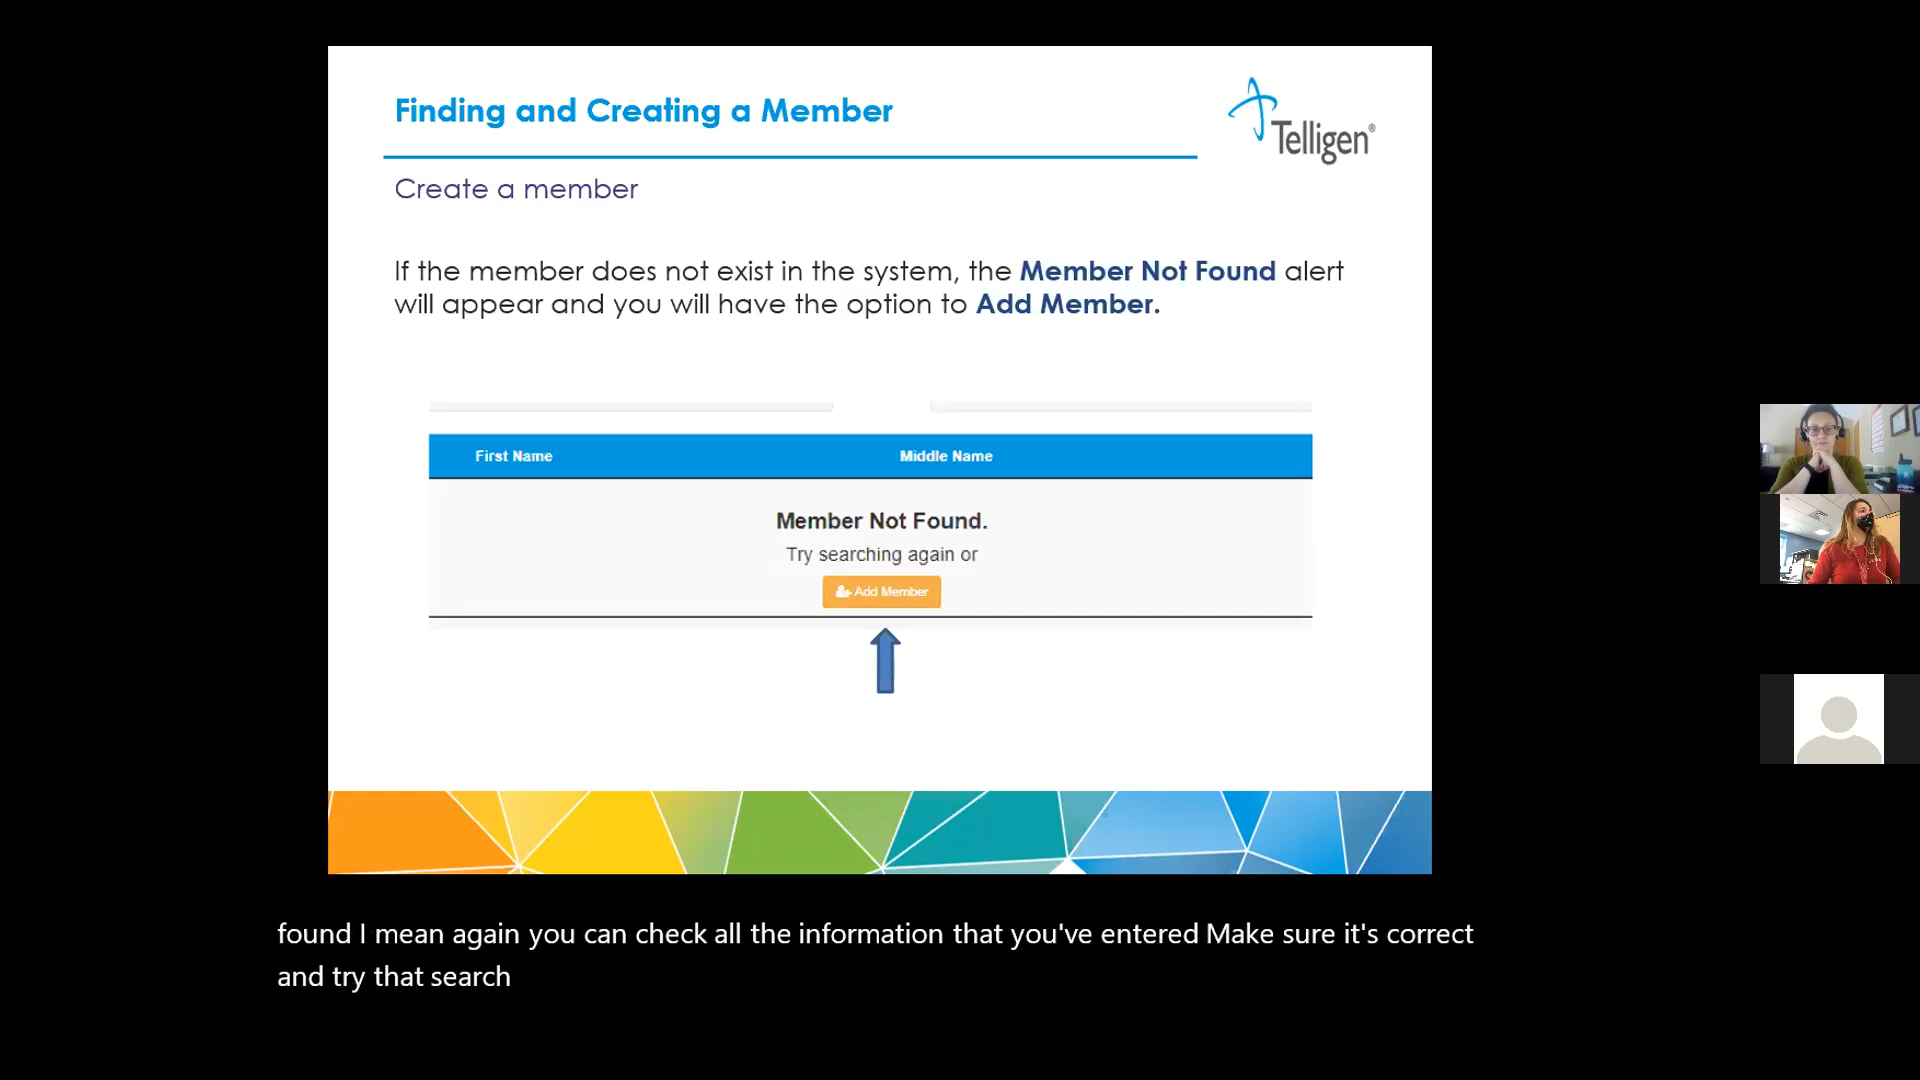 Finding and Creating a Member
Telligen®
Create a member
If the member does not exist in the system, the Member Not Found alert
will appear and you will have the option to Add Member.
First Name Middle Name
Member Not Found.
Try searching again or
Add Member
found I mean again you can check all the information that you've entered Make sure it's correct
and try that search